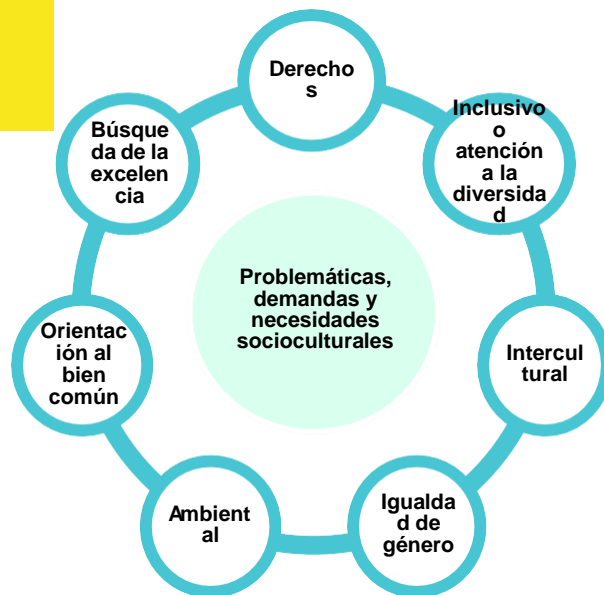 Derecho
s
Inclusivo
o
atención
a la
diversida
d
Intercul
tural
Igualda
d de
género
Ambient
al
Orientac
ión al
bien
común
Búsque
da de la
excelen
cia
Problemáticas,
demandas y
necesidades
socioculturales